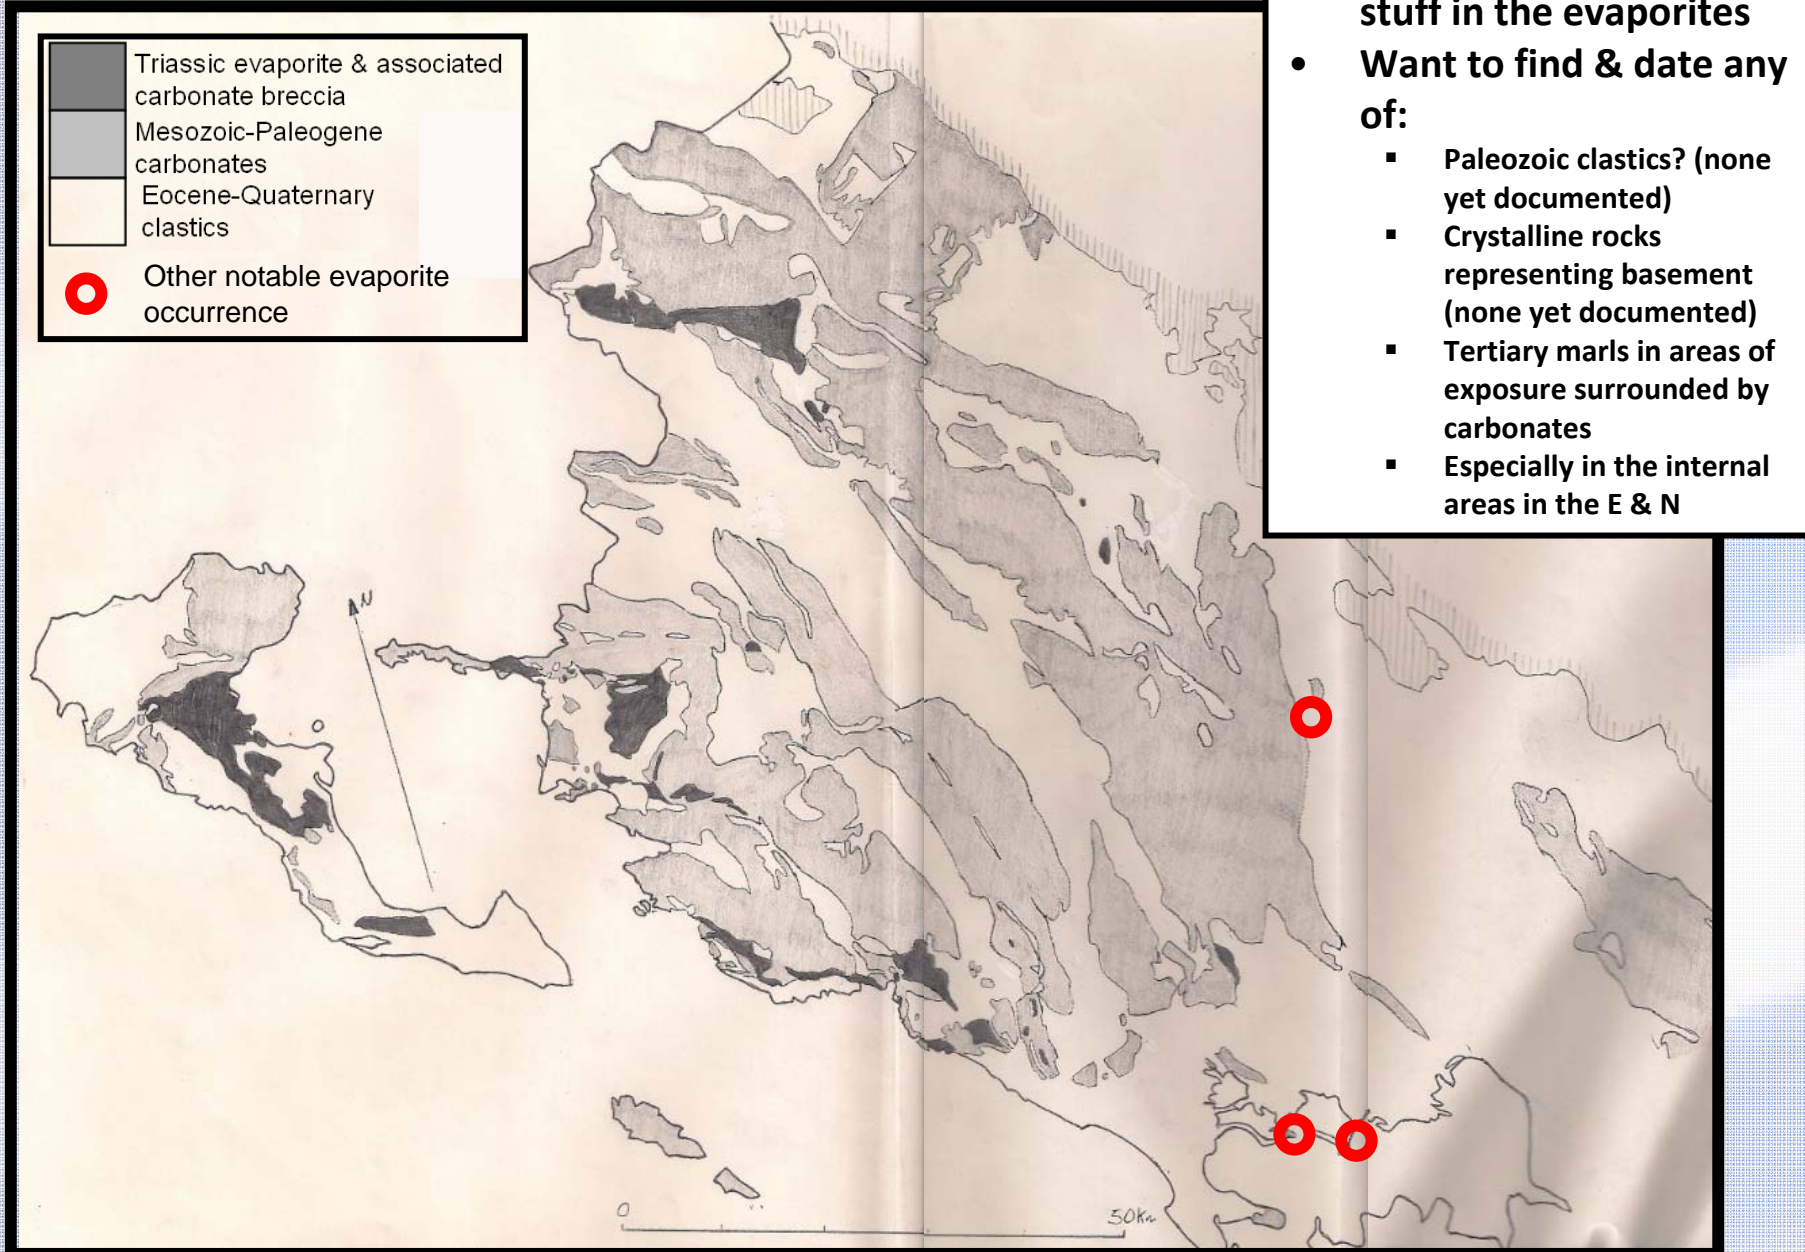 Triassic evaporite & associated
carbonate breccia
Mesozoic-Paleogene
carbonates
Eocene-Quaternary
clastics
Other notable evaporite
occurrence
stuff in the evaporites
• Want to find & date any
of:
▪ Paleozoic clastics? (none
yet documented)
▪ Crystalline rocks
representing basement
(none yet documented)
▪ Tertiary marls in areas of
exposure surrounded by
carbonates
▪ Especially in the internal
areas in the E & N
N
0
50Km